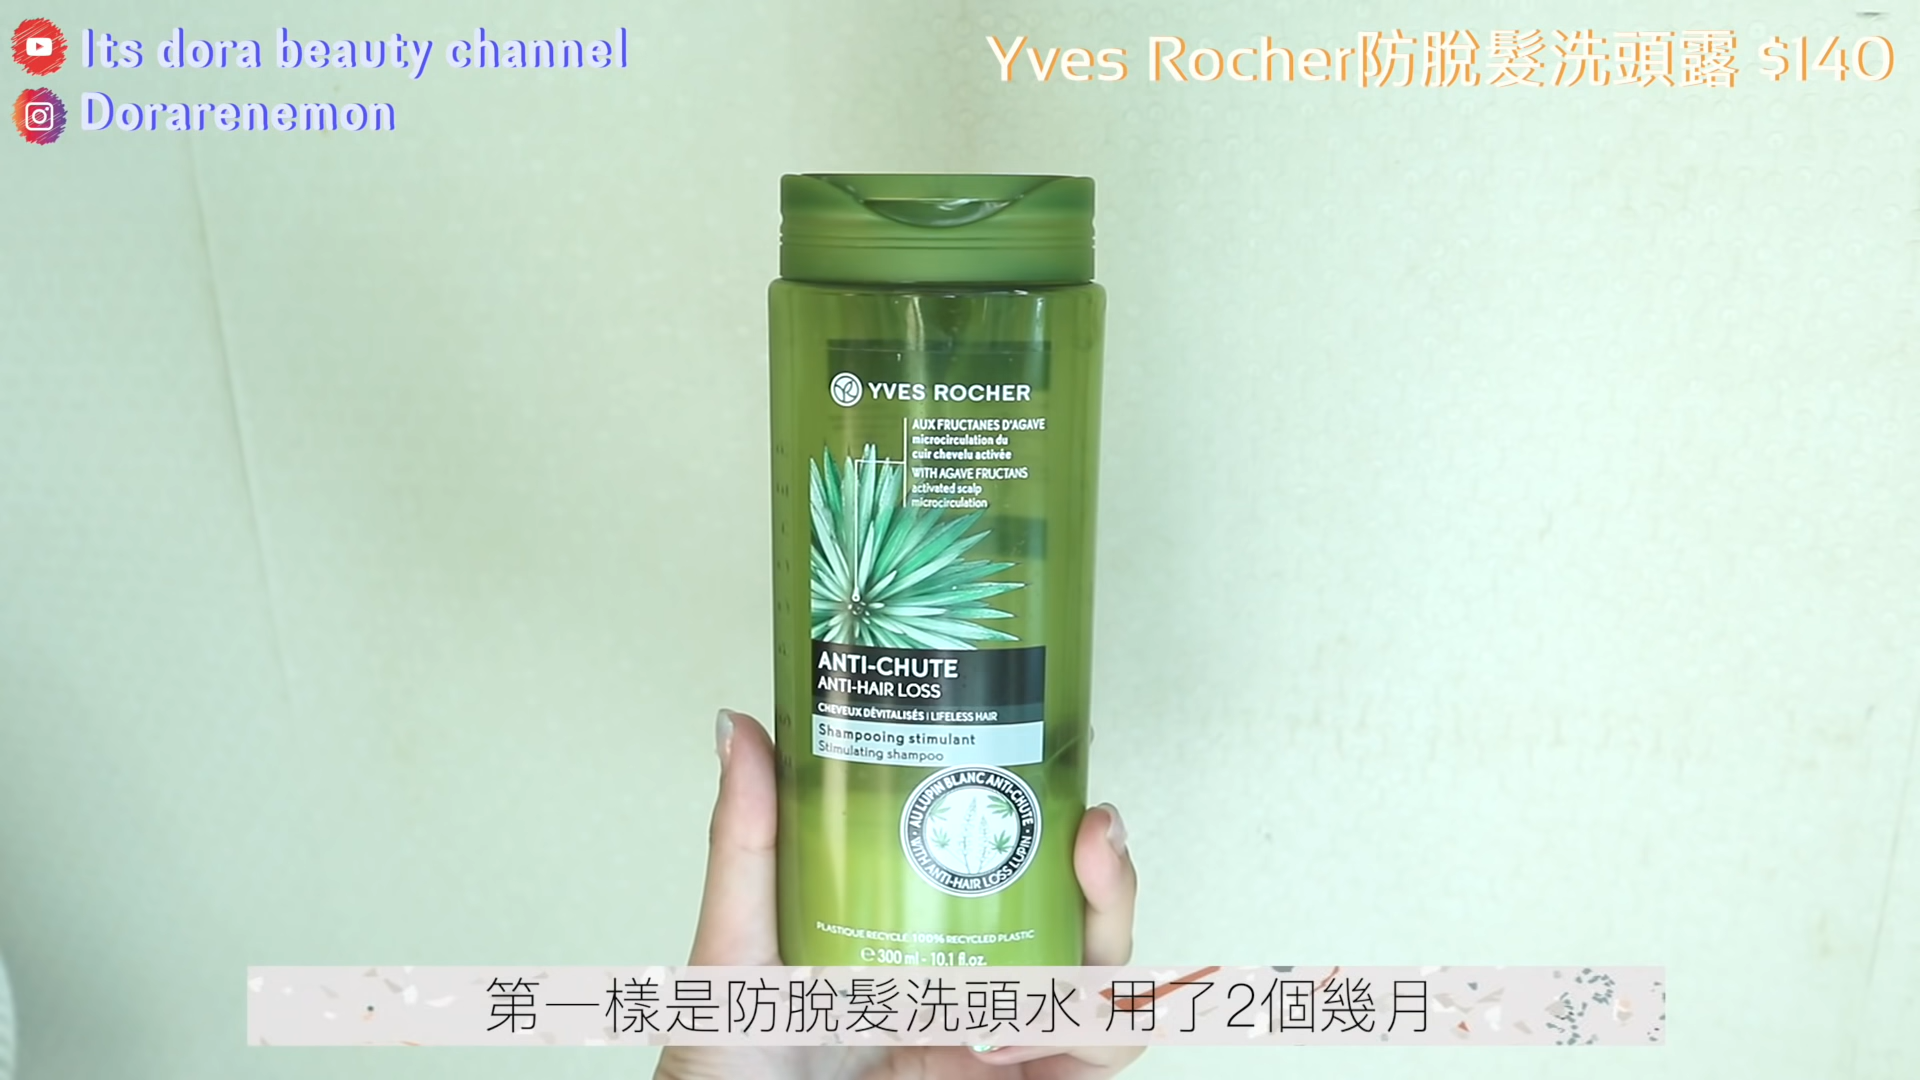 Its dora beauty channel
Dorarenemon
Yves Rocher防脫髮洗頭露 $140
YVES ROCHER
AUX FRUCTANES D'AGAVE
microcirculation du
cuir chevelu activée
WITH AGAVE FRUCTANS
activated scalp
microcirculation
ANTI-CHUTE
ANTI-HAIR LOSS
CHEVEUX DÉVITALISÉS | LIFELESS HAIR
Shampooing stimulant
Stimulating shampoo
AU LUPIN BLANC ANTI-CHUTE
WITH ANTI-HAIR LOSS LUPIN
PLASTIQUE RECYCLÉ 100% RECYCLED PLASTIC
℮ 300 ml - 10.1 fl.oz.
第一樣是防脫髮洗頭水 用了2個幾月